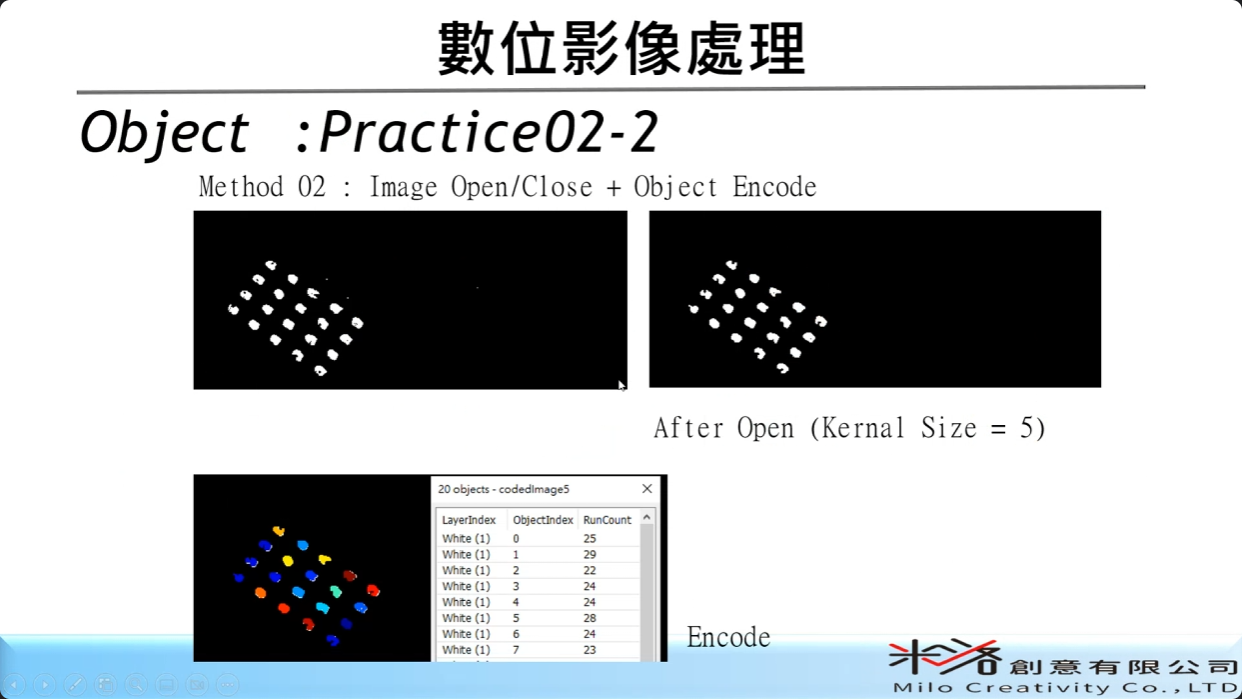 數位影像處理
Object :Practice02-2
Method 02 : Image Open/Close + Object Encode
After Open (Kernal Size = 5)
20 objects - codedImage5
LayerIndex ObjectIndex RunCount
White (1) 0 25
White (1) 1 29
White (1) 2 22
White (1) 3 24
White (1) 4 24
White (1) 5 28
White (1) 6 24
White (1) 7 23
Encode
米洛創意有限公司
Milo Creativity Co.,LTD